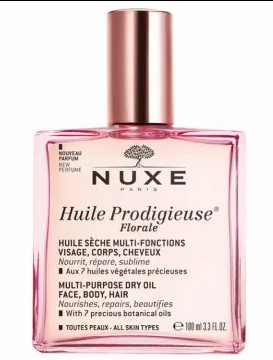 NOUVEAU
PARFUM
NEW
PERFUME
NUXE
PARIS
Huile Prodigieuse®
Florale
HUILE SÈCHE MULTI-FONCTIONS
VISAGE, CORPS, CHEVEUX
Nourrit, répare, sublime
Aux 7 huiles végétales précieuses
MULTI-PURPOSE DRY OIL
FACE, BODY, HAIR
Nourishes, repairs, beautifies
With 7 precious botanical oils
TOUTES PEAUX - ALL SKIN TYPES ℮ 100 ml 3.3 FL.OZ.